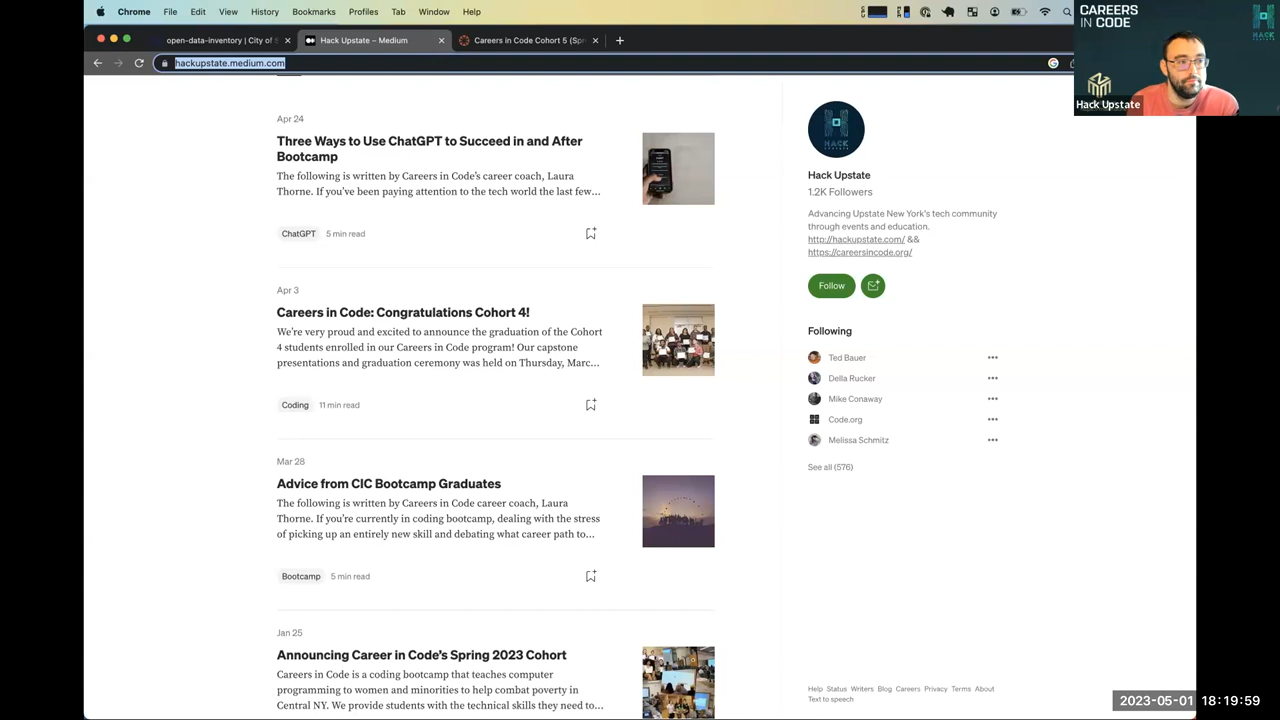 Chrome File Edit View History Bookmarks Profiles Tab Window Help
open-data-inventory | City of S
Hack Upstate – Medium
Careers in Code Cohort 5 (Spr
hackupstate.medium.com
CAREERS
IN CODE
HACK
UPSTATE
Hack Upstate
Apr 24
Three Ways to Use ChatGPT to Succeed in and After
Bootcamp
The following is written by Careers in Code's career coach, Laura
Thorne. If you've been paying attention to the tech world the last few...
ChatGPT 5 min read
Apr 3
Careers in Code: Congratulations Cohort 4!
We're very proud and excited to announce the graduation of the Cohort
4 students enrolled in our Careers in Code program! Our capstone
presentations and graduation ceremony was held on Thursday, Marc...
Coding 11 min read
Mar 28
Advice from CIC Bootcamp Graduates
The following is written by Careers in Code career coach, Laura
Thorne. If you're currently in coding bootcamp, dealing with the stress
of picking up an entirely new skill and debating what career path to...
Bootcamp 5 min read
Jan 25
Announcing Career in Code's Spring 2023 Cohort
Careers in Code is a coding bootcamp that teaches computer
programming to women and minorities to help combat poverty in
Central NY. We provide students with the technical skills they need to...
HACK
UPSTATE
Hack Upstate
1.2K Followers
Advancing Upstate New York's tech community
through events and education.
http://hackupstate.com/ &&
https://careersincode.org/
Follow
Following
Ted Bauer
Della Rucker
Mike Conaway
Code.org
Melissa Schmitz
See all (576)
Help Status Writers Blog Careers Privacy Terms About
Text to speech
2023-05-01 18:19:59